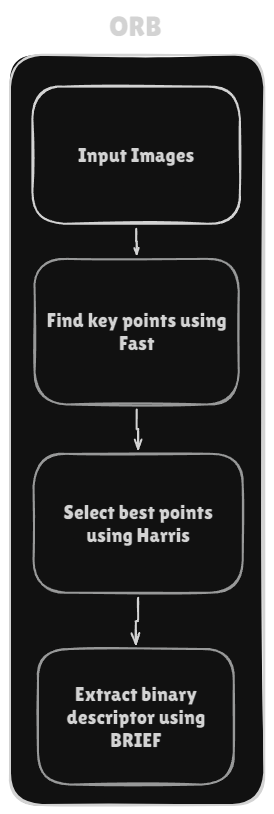 ORB
Input Images
Find key points using
Fast
Select best points
using Harris
Extract binary
descriptor using
BRIEF